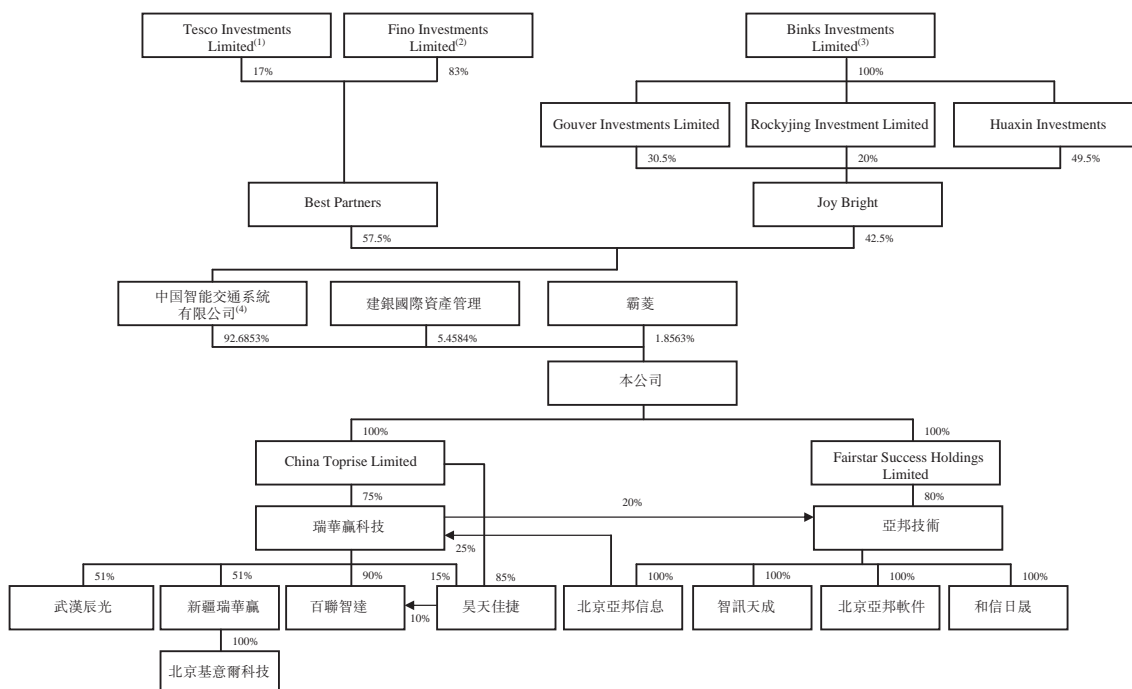 Tesco Investments
Limited(1)
Fino Investments
Limited(2)
Binks Investments
Limited(3)
17%
83%
100%
Gouver Investments Limited
Rockyjing Investment Limited
Huaxin Investments
30.5%
20%
49.5%
Best Partners
Joy Bright
57.5%
42.5%
中国智能交通系統
有限公司(4)
建銀國際資產管理
霸菱
92.6853%
5.4584%
1.8563%
本公司
100%
100%
China Toprise Limited
Fairstar Success Holdings
Limited
75%
80%
20%
瑞華贏科技
亞邦技術
25%
51%
51%
90%
15%
85%
100%
100%
100%
100%
武漢辰光
新疆瑞華贏
百聯智達
昊天佳捷
北京亞邦信息
智訊天成
北京亞邦軟件
和信日晟
10%
100%
北京基意爾科技